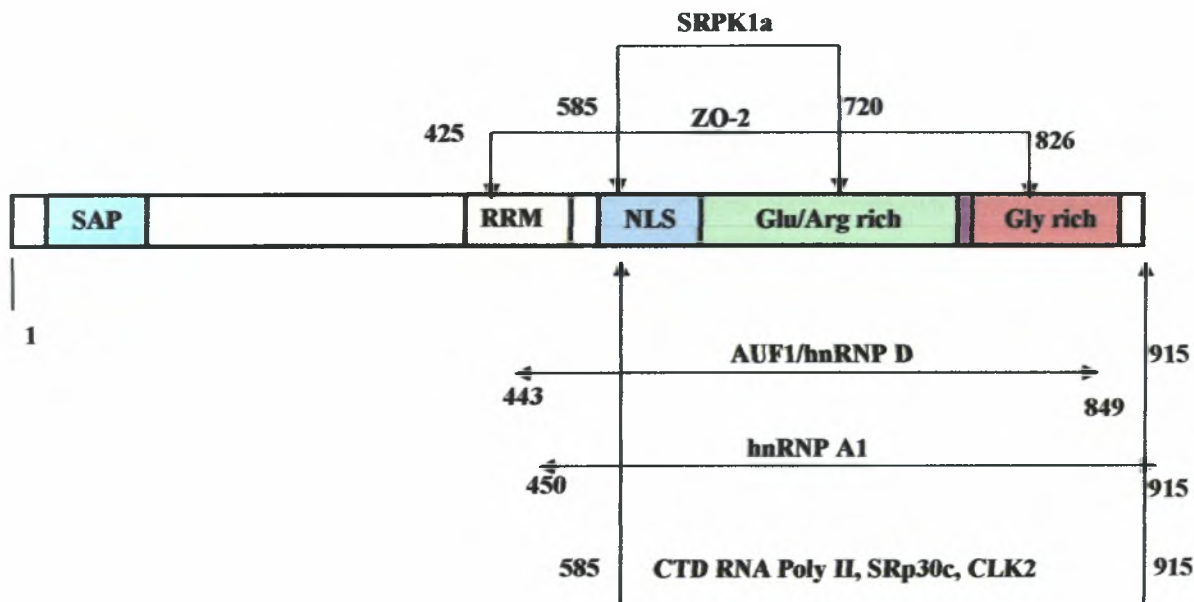 SRPK1a
585
720
ZO-2
425
826
SAP
RRM
NLS
Glu/Arg rich
Gly rich
1
AUF1/hnRNP D
915
443
849
hnRNP A1
450
915
585
CTD RNA Poly II, SRp30c, CLK2
915